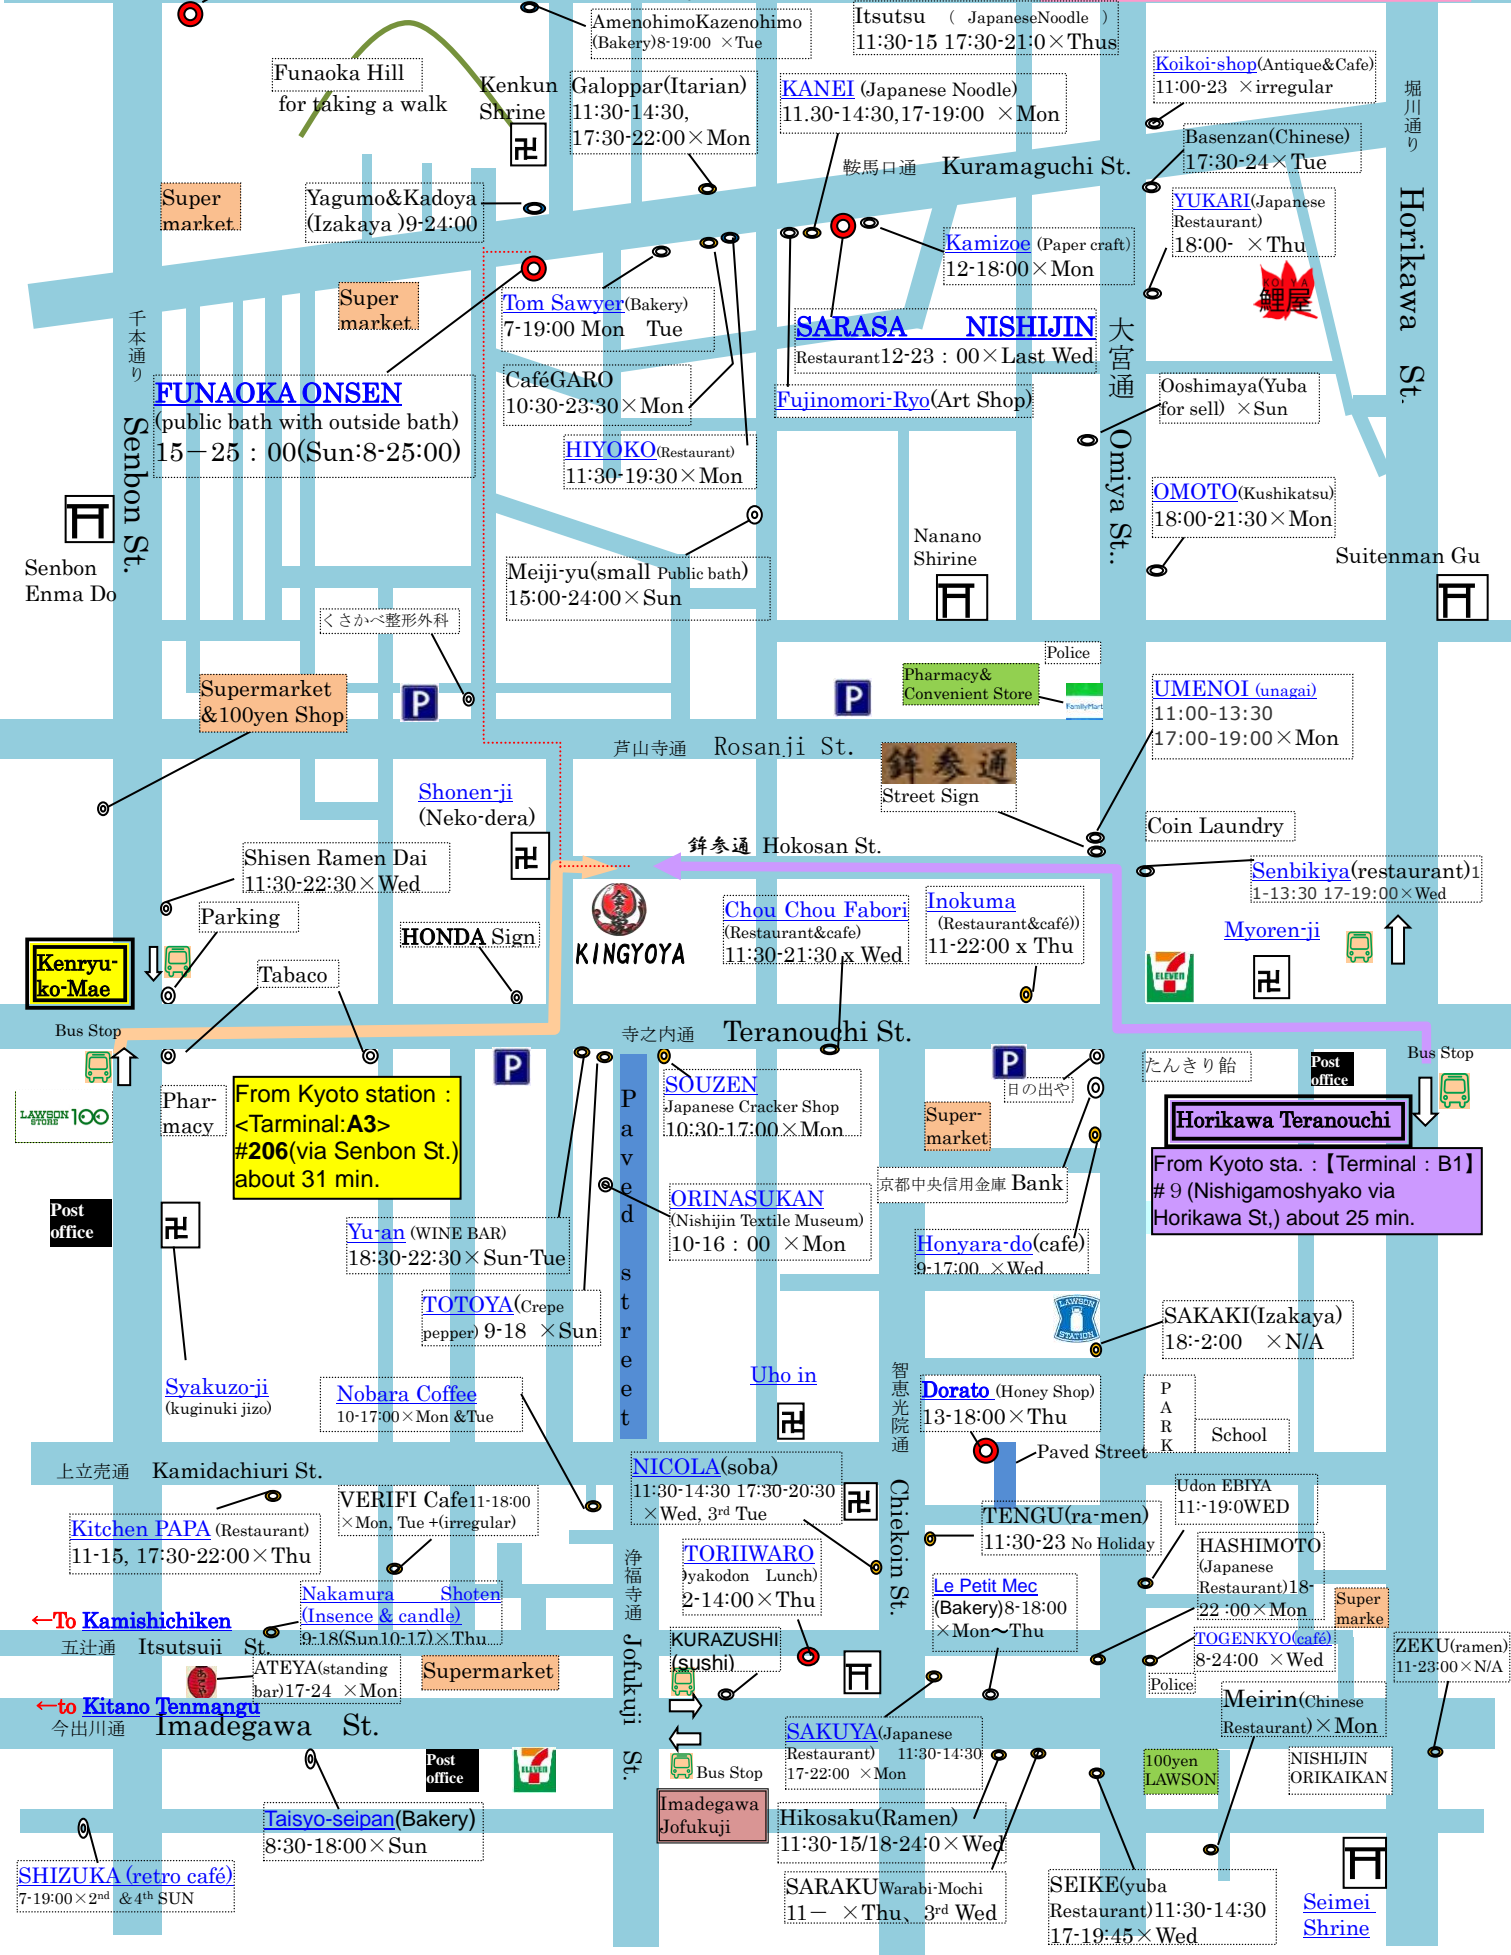 AmenohimoKazenohimo
(Bakery)8-19:00 ×Tue
Itsutsu ( JapaneseNoodle )
11:30-15 17:30-21:0×Thus
Funaoka Hill
for taking a walk
Kenkun
Shrine
Galoppar(Itarian)
11:30-14:30,
17:30-22:00×Mon
KANEI (Japanese Noodle)
11.30-14:30,17-19:00 ×Mon
Koikoi-shop(Antique&Cafe)
11:00-23 ×irregular
堀川通り
Horikawa St.
Basenzan(Chinese)
17:30-24×Tue
鞍馬口通 Kuramaguchi St.
Super
market
Yagumo&Kadoya
(Izakaya )9-24:00
YUKARI(Japanese
Restaurant)
18:00- ×Thu
Kamizoe (Paper craft)
12-18:00×Mon
KOIYA
鯉屋
Super
market
Tom Sawyer(Bakery)
7-19:00 Mon Tue
SARASA NISHIJIN
Restaurant12-23：00×Last Wed
千本通り
Senbon St.
大宮通
Omiya St..
FUNAOKA ONSEN
(public bath with outside bath)
15－25：00(Sun:8-25:00)
CaféGARO
10:30-23:30×Mon
Fujinomori-Ryo(Art Shop)
Ooshimaya(Yuba
for sell) ×Sun
HIYOKO(Restaurant)
11:30-19:30×Mon
OMOTO(Kushikatsu)
18:00-21:30×Mon
Senbon
Enma Do
Meiji-yu(small Public bath)
15:00-24:00×Sun
Nanano
Shirine
Suitenman Gu
くさかべ整形外科
Police
Pharmacy&
Convenient Store
FamilyMart
Supermarket
&100yen Shop
P
P
UMENOI (unagai)
11:00-13:30
17:00-19:00×Mon
芦山寺通 Rosanji St.
鉾参通
Street Sign
Shonen-ji
(Neko-dera)
鉾参通 Hokosan St.
Coin Laundry
Shisen Ramen Dai
11:30-22:30×Wed
Senbikiya(restaurant)1
1-13:30 17-19:00×Wed
Parking
HONDA Sign
KINGYOYA
Chou Chou Fabori
(Restaurant&cafe)
11:30-21:30 x Wed
Inokuma
(Restaurant&café))
11-22:00 x Thu
Myoren-ji
Kenryu-
ko-Mae
Tabaco
ELEVEN
Bus Stop
寺之内通 Teranouchi St.
Bus Stop
P
P
日の出や
たんきり飴
Post
office
LAWSON
STORE 100
Phar-
macy
From Kyoto station：
<Tarminal:A3>
#206(via Senbon St.)
about 31 min.
Paved street
SOUZEN
Japanese Cracker Shop
10:30-17:00×Mon
Super-
market
Horikawa Teranouchi
From Kyoto sta.：【Terminal：B1】
#９(Nishigamoshyako via
Horikawa St,) about 25 min.
京都中央信用金庫 Bank
Post
office
ORINASUKAN
(Nishijin Textile Museum)
10-16：00 ×Mon
Yu-an (WINE BAR)
18:30-22:30×Sun-Tue
Honyara-do(café)
9-17:00 ×Wed
TOTOYA(Crepe
pepper) 9-18 ×Sun
LAWSON
STATION
SAKAKI(Izakaya)
18:-2:00 ×N/A
Syakuzo-ji
(kuginuki jizo)
Nobara Coffee
10-17:00×Mon &Tue
Uho in
智恵光院通
Chiekoin St.
Dorato (Honey Shop)
13-18:00×Thu
PARK
School
Paved Street
上立売通 Kamidachiuri St.
NICOLA(soba)
11:30-14:30 17:30-20:30
×Wed, 3rd Tue
Udon EBIYA
11:-19:0WED
VERIFI Cafe11-18:00
×Mon, Tue +(irregular)
Kitchen PAPA (Restaurant)
11-15, 17:30-22:00×Thu
TENGU(ra-men)
11:30-23 No Holiday
TORIIWARO
)yakodon Lunch)
2-14:00×Thu
HASHIMOTO
(Japanese
Restaurant)18-
22 :00×Mon
浄福寺通
Jofukuji St.
Nakamura Shoten
(Insence & candle)
9-18(Sun10-17)×Thu
Le Petit Mec
(Bakery)8-18:00
×Mon～Thu
Super
marke
←To Kamishichiken
五辻通 Itsutsuji St.
KURAZUSHI
(sushi)
TOGENKYO(café)
8-24:00 ×Wed
ZEKU(ramen)
11-23:00×N/A
ATEYA(standing
bar)17-24 ×Mon
Supermarket
Police
Meirin(Chinese
Restaurant)×Mon
←to Kitano Tenmangu
今出川通 Imadegawa St.
SAKUYA(Japanese
Restaurant) 11:30-14:30
17-22:00 ×Mon
Post
office
ELEVEN
Bus Stop
100yen
LAWSON
NISHIJIN
ORIKAIKAN
Imadegawa
Jofukuji
Taisyo-seipan(Bakery)
8:30-18:00×Sun
Hikosaku(Ramen)
11:30-15/18-24:0×Wed
SHIZUKA (retro café)
7-19:00×2nd &4th SUN
SARAKU Warabi-Mochi
11－ ×Thu、3rd Wed
SEIKE(yuba
Restaurant)11:30-14:30
17-19:45×Wed
Seimei
Shrine